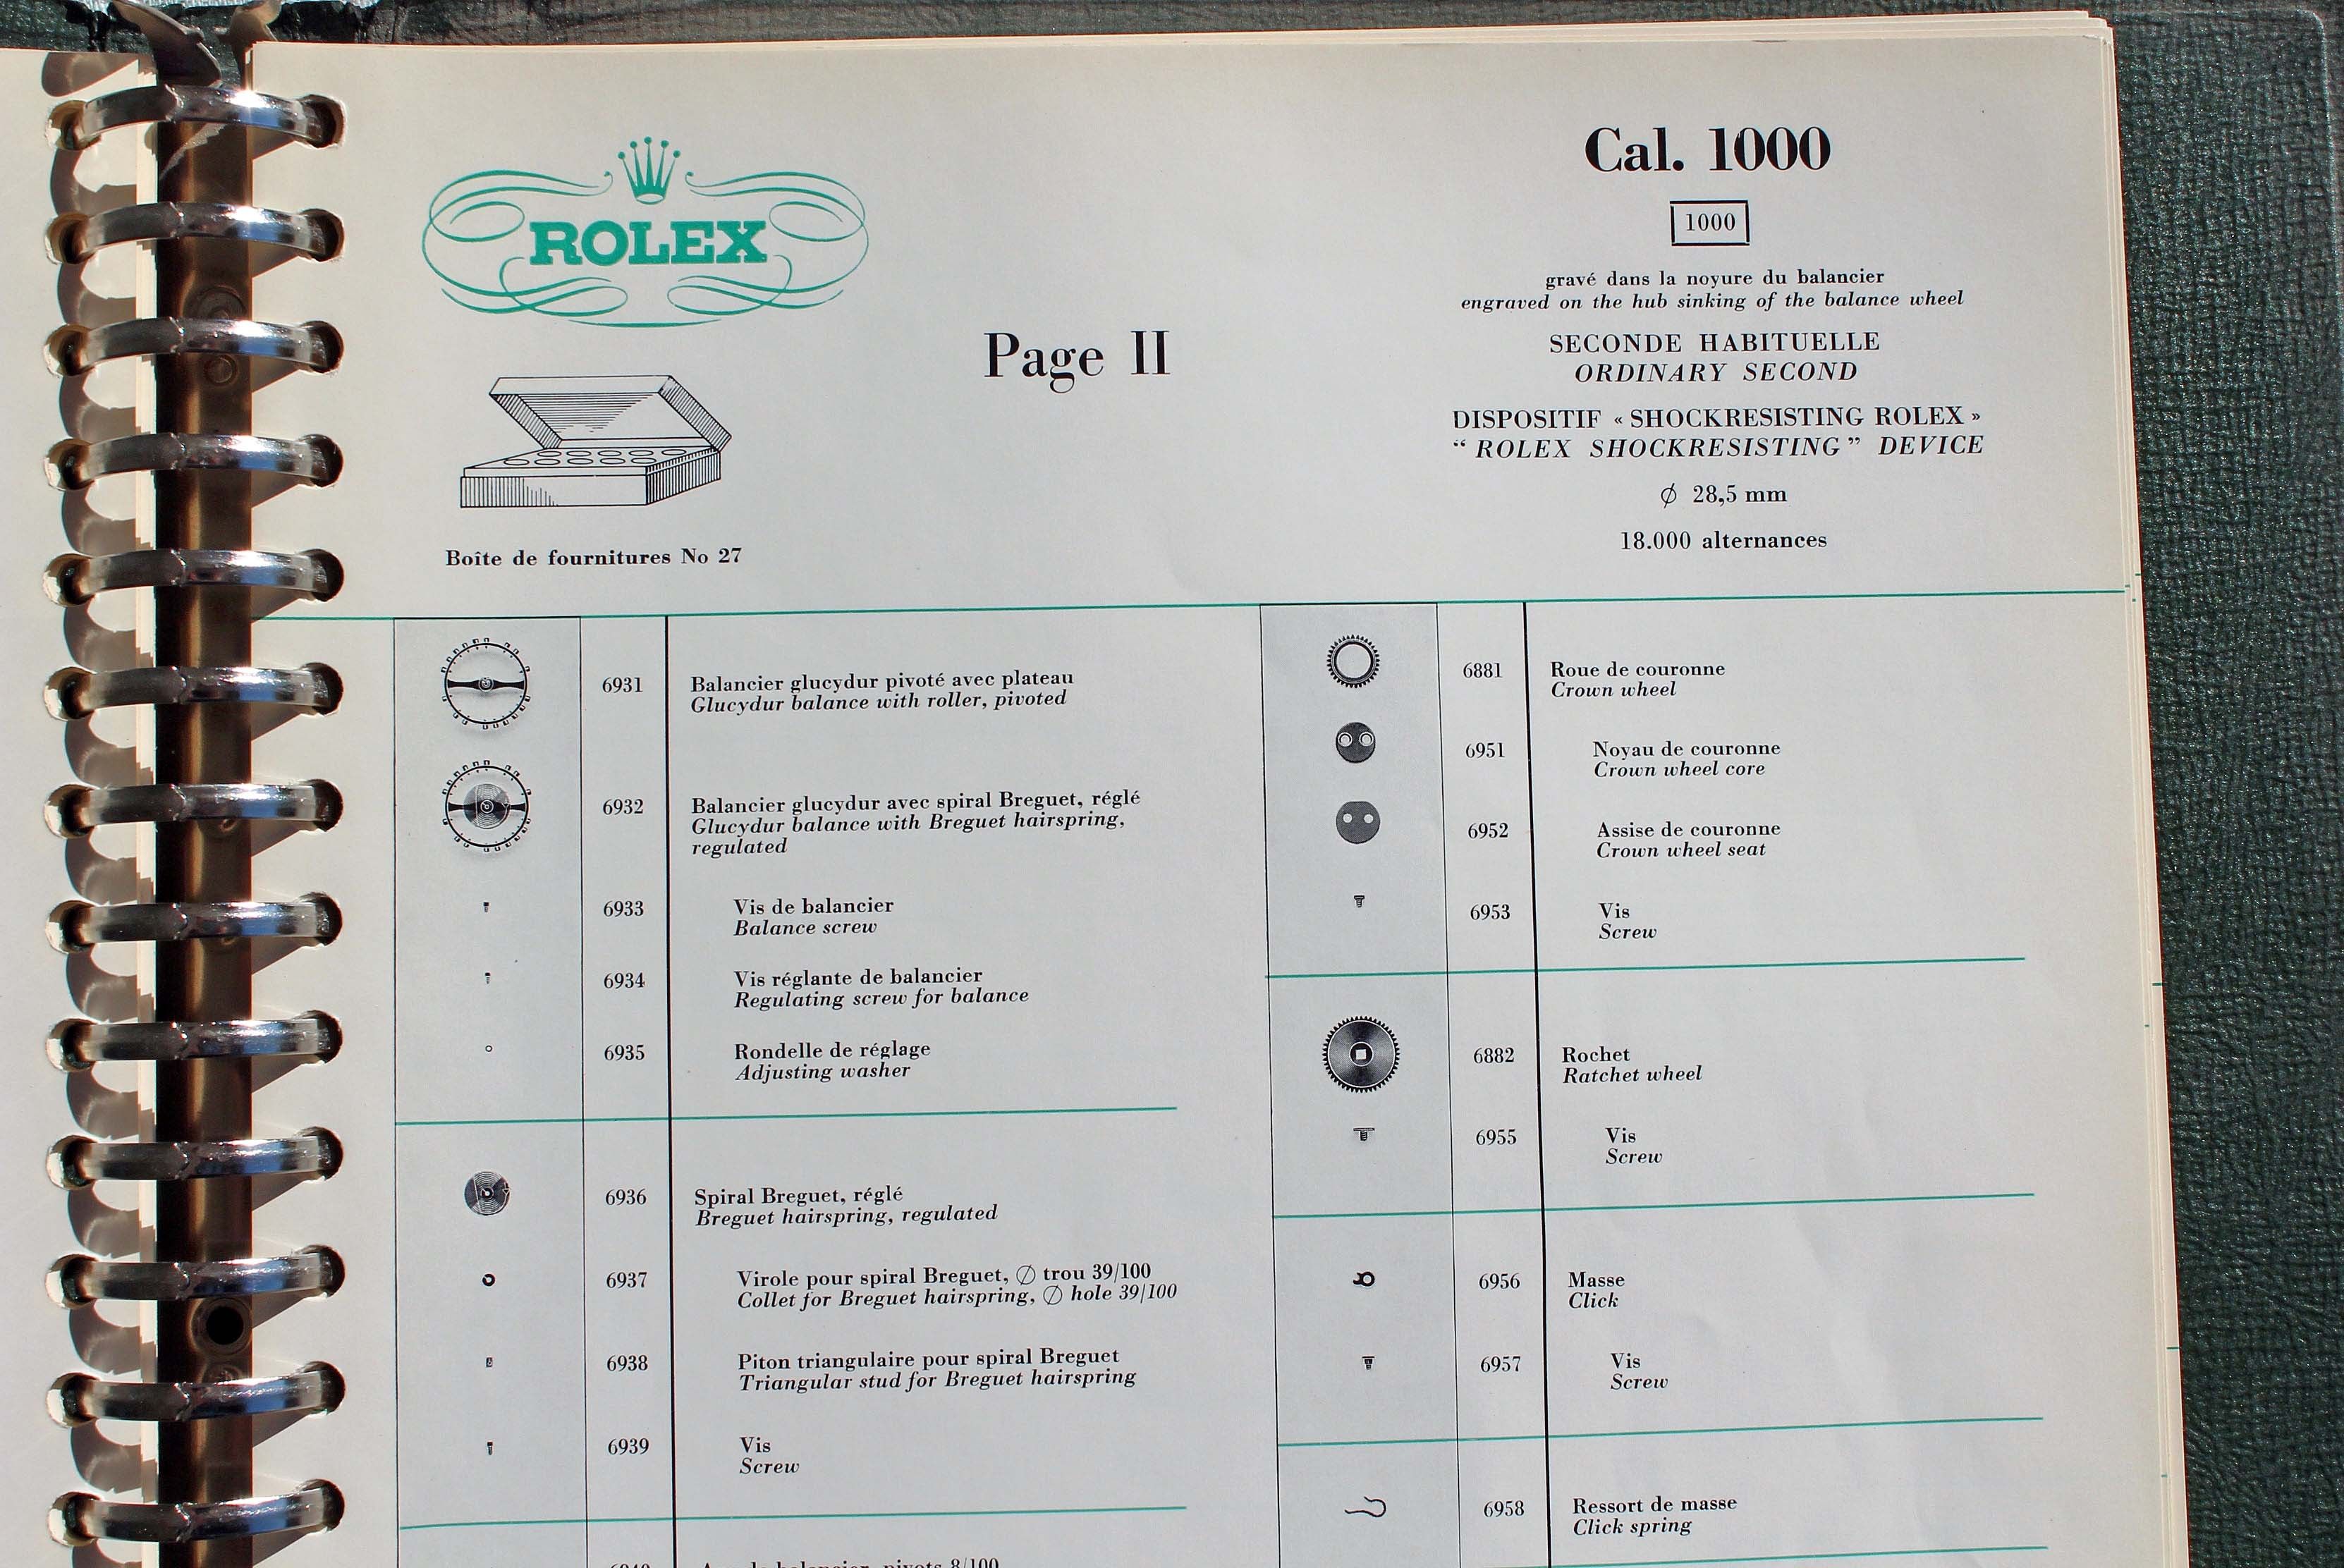 ROLEX
Page II
Boîte de fournitures No 27
Cal. 1000
1000
gravé dans la noyure du balancier
engraved on the hub sinking of the balance wheel
SECONDE HABITUELLE
ORDINARY SECOND
DISPOSITIF « SHOCKRESISTING ROLEX »
“ ROLEX SHOCKRESISTING ” DEVICE
∅ 28,5 mm
18.000 alternances
6931 Balancier glucydur pivoté avec plateau
Glucydur balance with roller, pivoted
6932 Balancier glucydur avec spiral Breguet, réglé
Glucydur balance with Breguet hairspring,
regulated
6933 Vis de balancier
Balance screw
6934 Vis réglante de balancier
Regulating screw for balance
6935 Rondelle de réglage
Adjusting washer
6936 Spiral Breguet, réglé
Breguet hairspring, regulated
6937 Virole pour spiral Breguet, ∅ trou 39/100
Collet for Breguet hairspring, ∅ hole 39/100
6938 Piton triangulaire pour spiral Breguet
Triangular stud for Breguet hairspring
6939 Vis
Screw
balancier, pivots 8/100
6881 Roue de couronne
Crown wheel
6951 Noyau de couronne
Crown wheel core
6952 Assise de couronne
Crown wheel seat
6953 Vis
Screw
6882 Rochet
Ratchet wheel
6955 Vis
Screw
6956 Masse
Click
6957 Vis
Screw
6958 Ressort de masse
Click spring